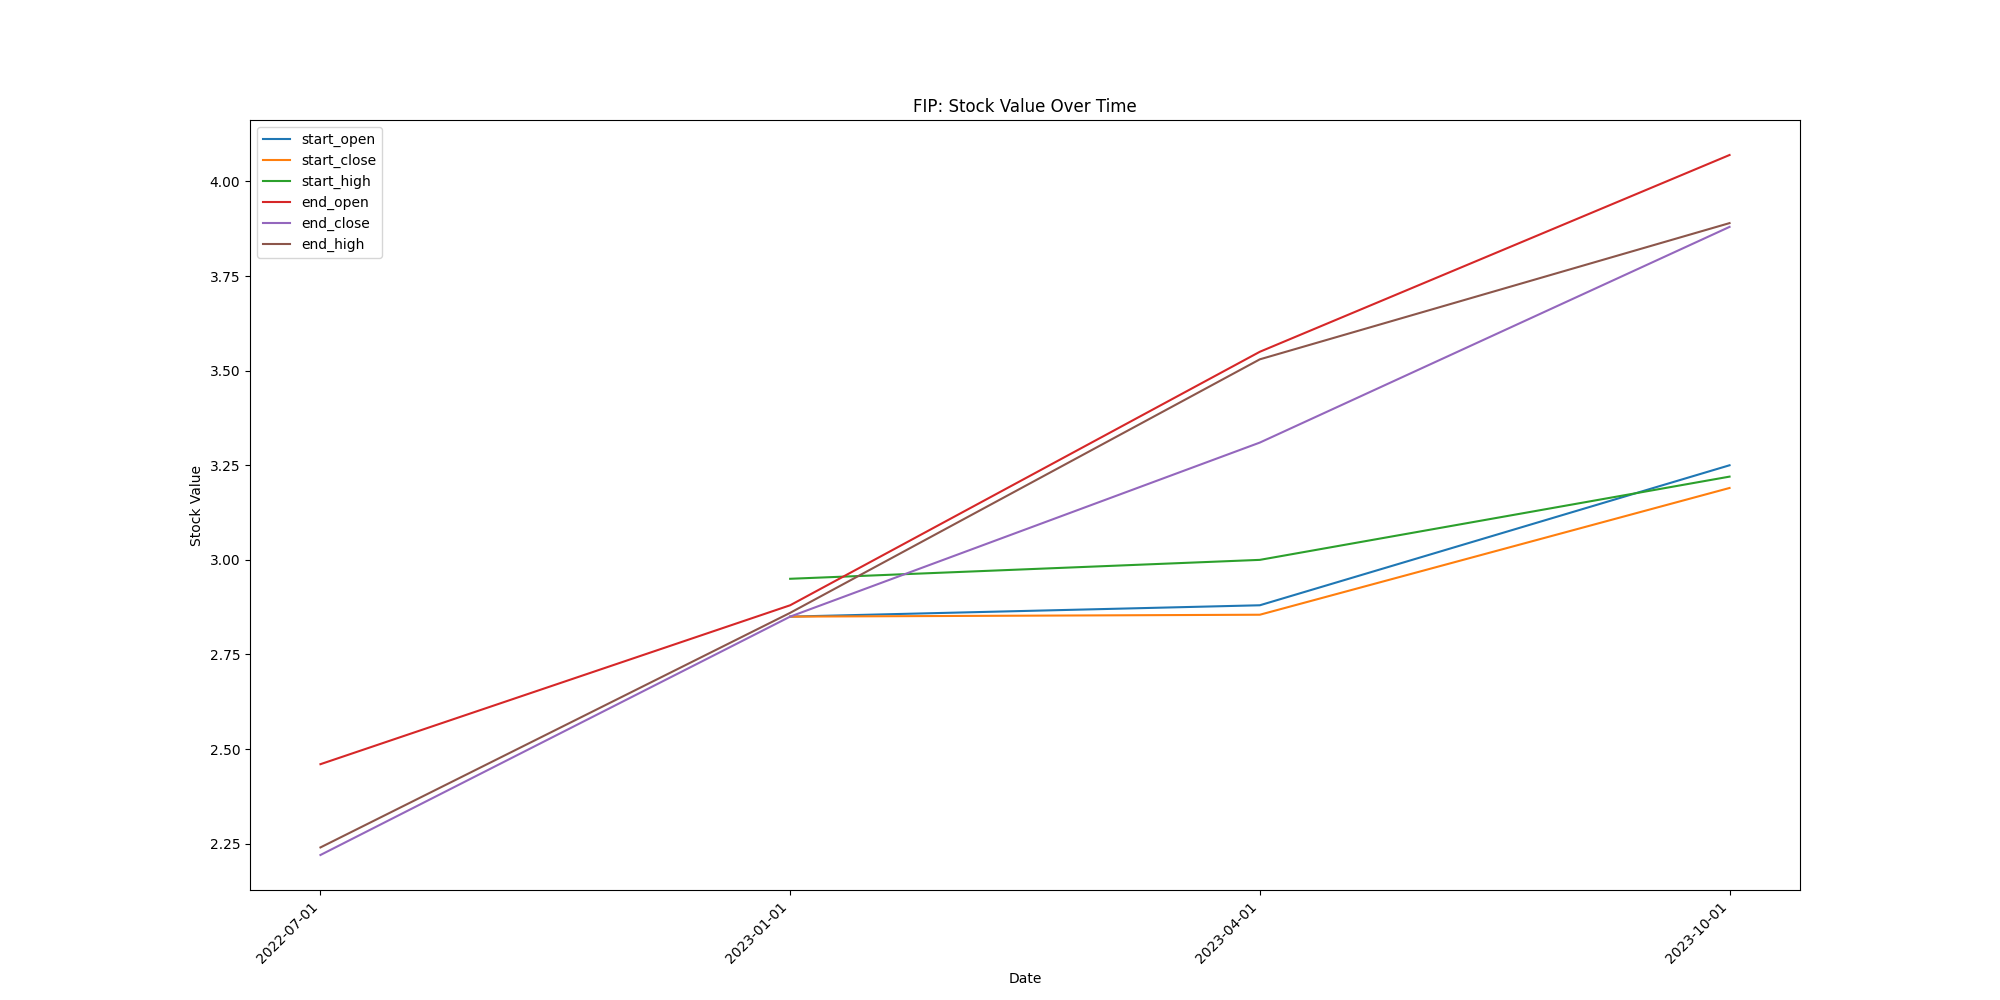 FIP: Stock Value Over Time
start_open
start_close
start_high
end_open
end_close
end_high
4.00
3.75
3.50
3.25
3.00
2.75
2.50
2.25
Stock Value
2022-07-01
2023-01-01
2023-04-01
2023-10-01
Date